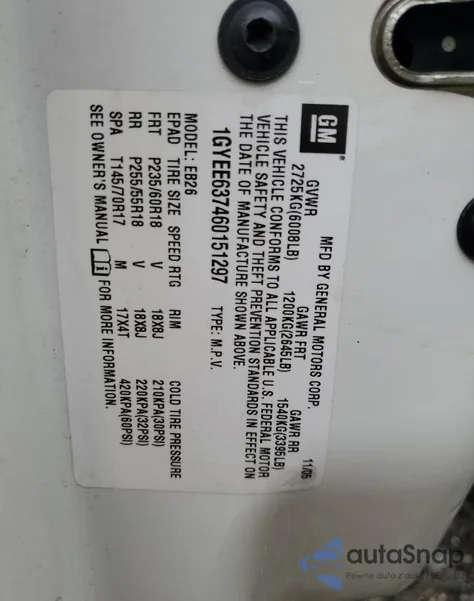 GM
MFD BY GENERAL MOTORS CORP. 11/05
GVWR GAWR FRT GAWR RR
2725KG(6008LB) 1200KG(2645LB) 1540KG(3395LB)
THIS VEHICLE CONFORMS TO ALL APPLICABLE U.S. FEDERAL MOTOR
VEHICLE SAFETY AND THEFT PREVENTION STANDARDS IN EFFECT ON
THE DATE OF MANUFACTURE SHOWN ABOVE.
1GYEE637460151297 TYPE: M.P.V.
MODEL: EB26
EPAD TIRE SIZE SPEED RTG RIM COLD TIRE PRESSURE
FRT P235/60R18 V 18X8J 210KPA(30PSI)
RR P255/55R18 V 18X8J 220KPA(32PSI)
SPA T145/70R17 M 17X4T 420KPA(60PSI)
SEE OWNER'S MANUAL FOR MORE INFORMATION.
autaSnap